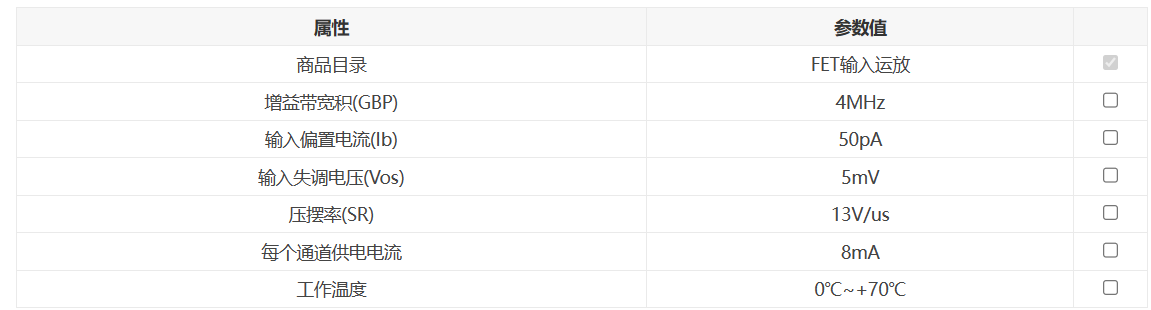 属性 参数值
商品目录 FET输入运放
增益带宽积(GBP) 4MHz
输入偏置电流(Ib) 50pA
输入失调电压(Vos) 5mV
压摆率(SR) 13V/us
每个通道供电电流 8mA
工作温度 0℃~+70℃